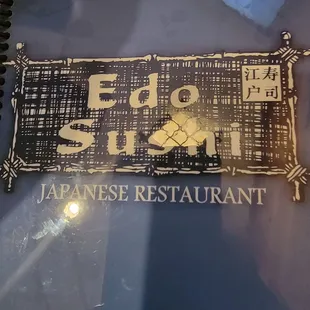 Edo
Sushi
江户
寿司
JAPANESE RESTAURANT